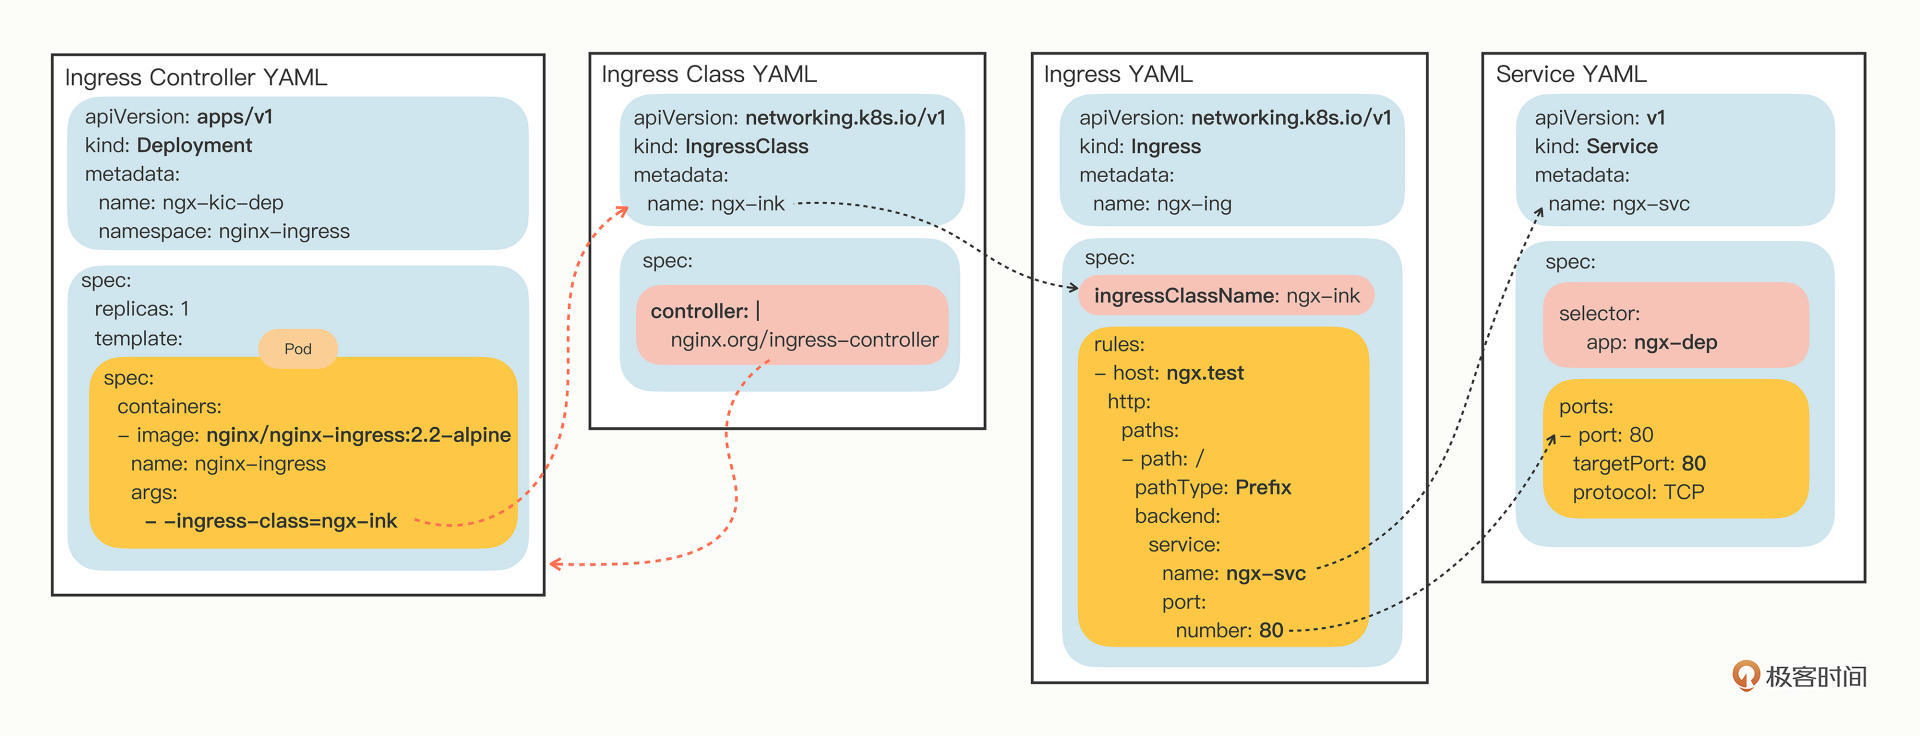 Ingress Controller YAML
apiVersion: apps/v1
kind: Deployment
metadata:
name: ngx-kic-dep
namespace: nginx-ingress
spec:
replicas: 1
template:
Pod
spec:
containers:
- image: nginx/nginx-ingress:2.2-alpine
name: nginx-ingress
args:
- -ingress-class=ngx-ink
Ingress Class YAML
apiVersion: networking.k8s.io/v1
kind: IngressClass
metadata:
name: ngx-ink
spec:
controller: |
nginx.org/ingress-controller
Ingress YAML
apiVersion: networking.k8s.io/v1
kind: Ingress
metadata:
name: ngx-ing
spec:
ingressClassName: ngx-ink
rules:
- host: ngx.test
http:
paths:
- path: /
pathType: Prefix
backend:
service:
name: ngx-svc
port:
number: 80
Service YAML
apiVersion: v1
kind: Service
metadata:
name: ngx-svc
spec:
selector:
app: ngx-dep
ports:
- port: 80
targetPort: 80
protocol: TCP
极客时间